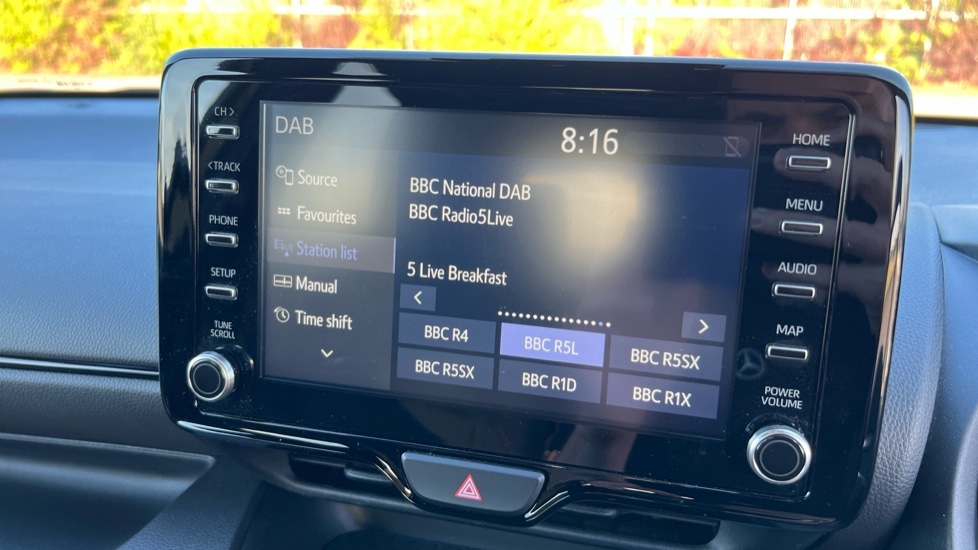 CH>
<TRACK
PHONE
SETUP
TUNE
SCROLL
DAB
8:16
Source
Favourites
Station list
Manual
Time shift
BBC National DAB
BBC Radio5Live
5 Live Breakfast
BBC R4
BBC R5L
BBC R5SX
BBC R5SX
BBC R1D
BBC R1X
HOME
MENU
AUDIO
MAP
POWER
VOLUME